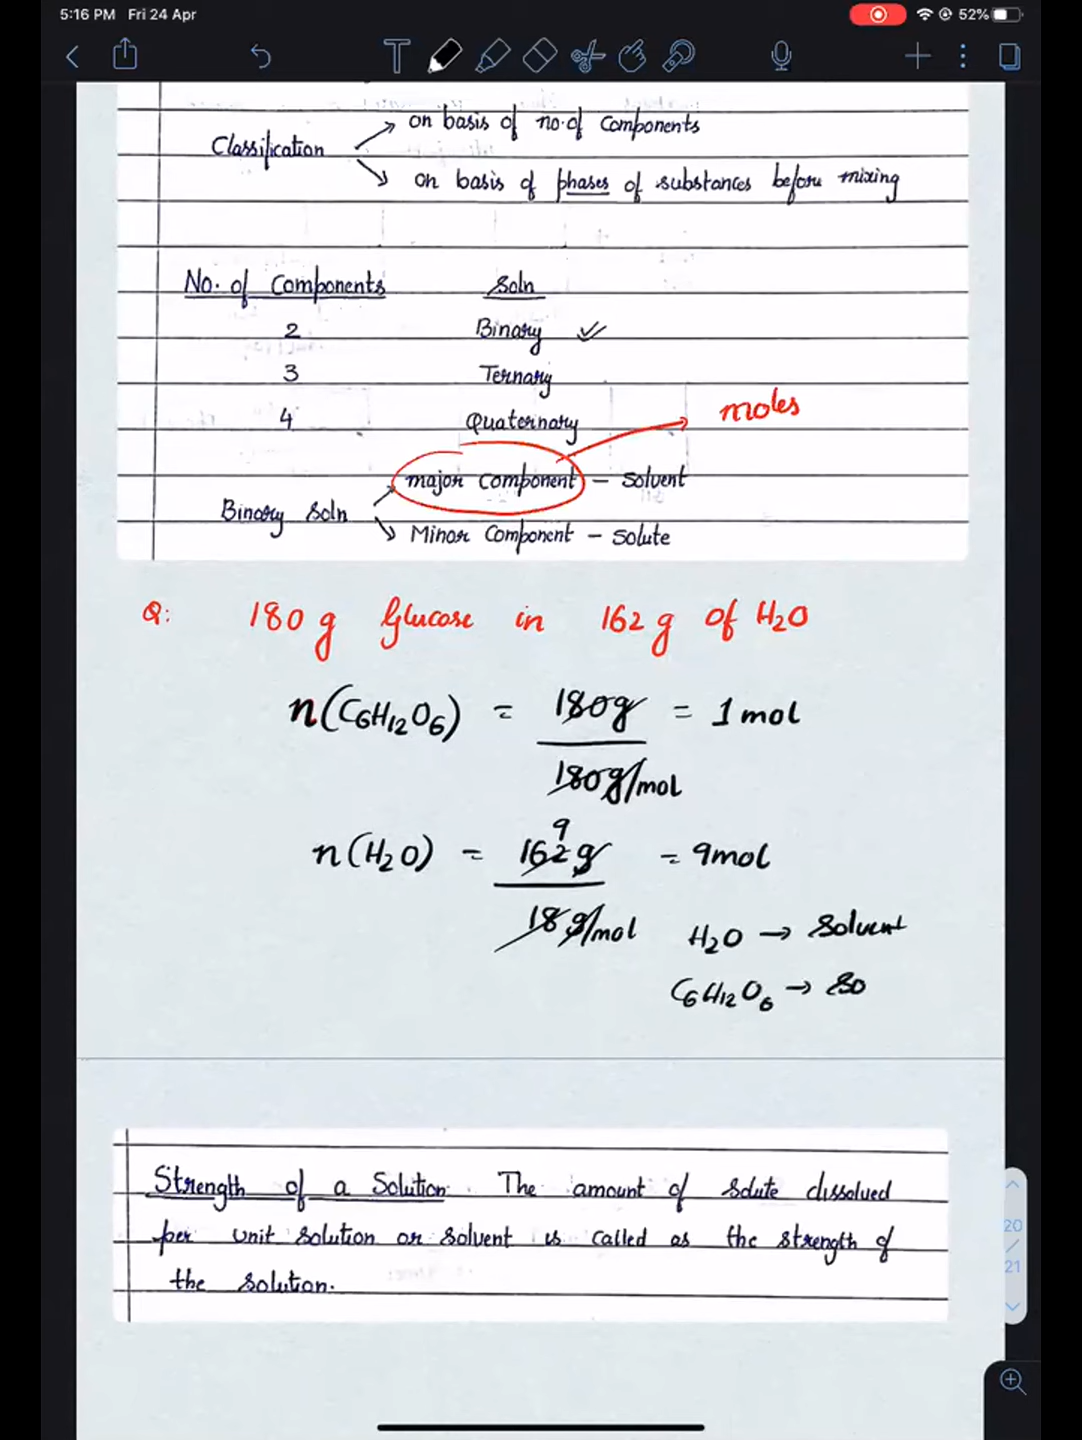 5:16 PM Fri 24 Apr 52%
Classification
on basis of no.of Components
on basis of phases of substances before mixing
No. of Components Soln
2 Binary
3 Ternary
4 Quaternary
moles
major Component – Solvent
Binary Soln
Minor Component – Solute
Q: 180 g Glucose in 162 g of H2O
n(C6H12O6) = 180g / 180g/mol = 1 mol
9
n(H2O) = 162 g / 18 g/mol = 9mol
H2O → Solvent
C6H12O6 → So
Strength of a Solution The amount of solute dissolved
per unit solution or solvent is called as the strength of
the solution.
20
/
21